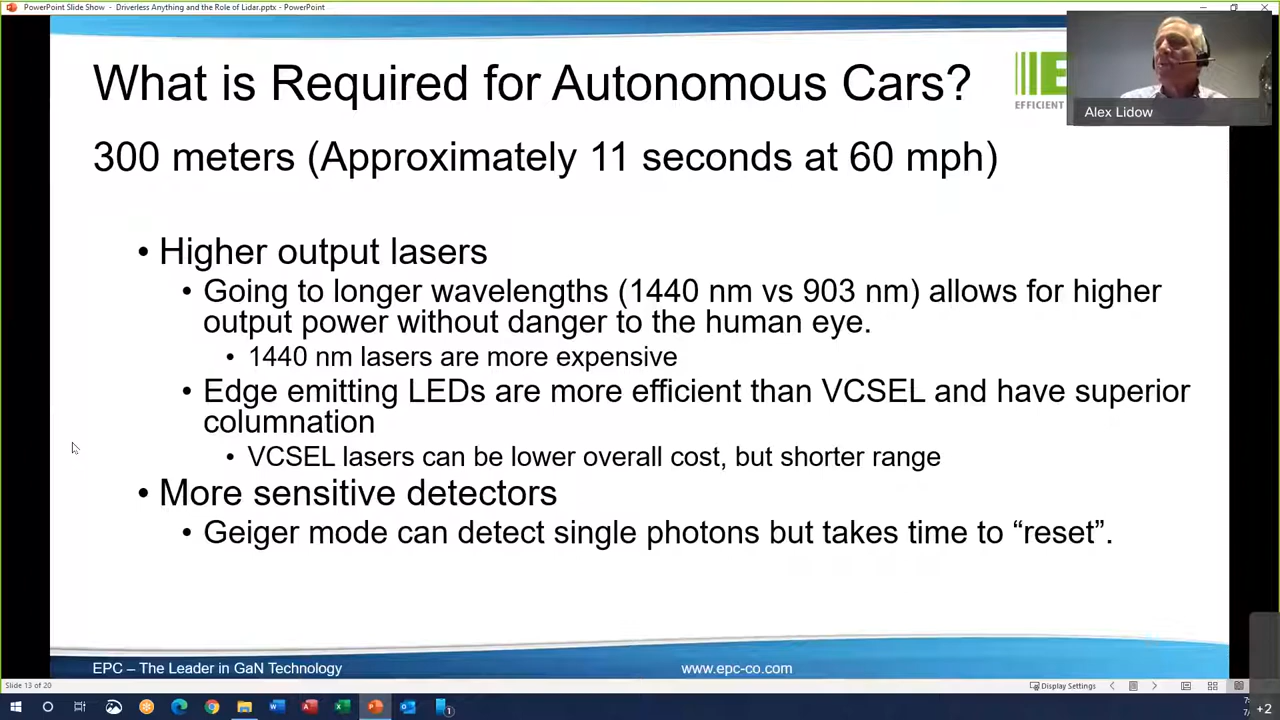 PowerPoint Slide Show - Driverless Anything and the Role of Lidar.pptx - PowerPoint
What is Required for Autonomous Cars?
EFFICIENT
Alex Lidow
300 meters (Approximately 11 seconds at 60 mph)
• Higher output lasers
• Going to longer wavelengths (1440 nm vs 903 nm) allows for higher
output power without danger to the human eye.
• 1440 nm lasers are more expensive
• Edge emitting LEDs are more efficient than VCSEL and have superior
columnation
• VCSEL lasers can be lower overall cost, but shorter range
• More sensitive detectors
• Geiger mode can detect single photons but takes time to “reset”.
EPC – The Leader in GaN Technology
www.epc-co.com
Slide 13 of 20
Display Settings
+2